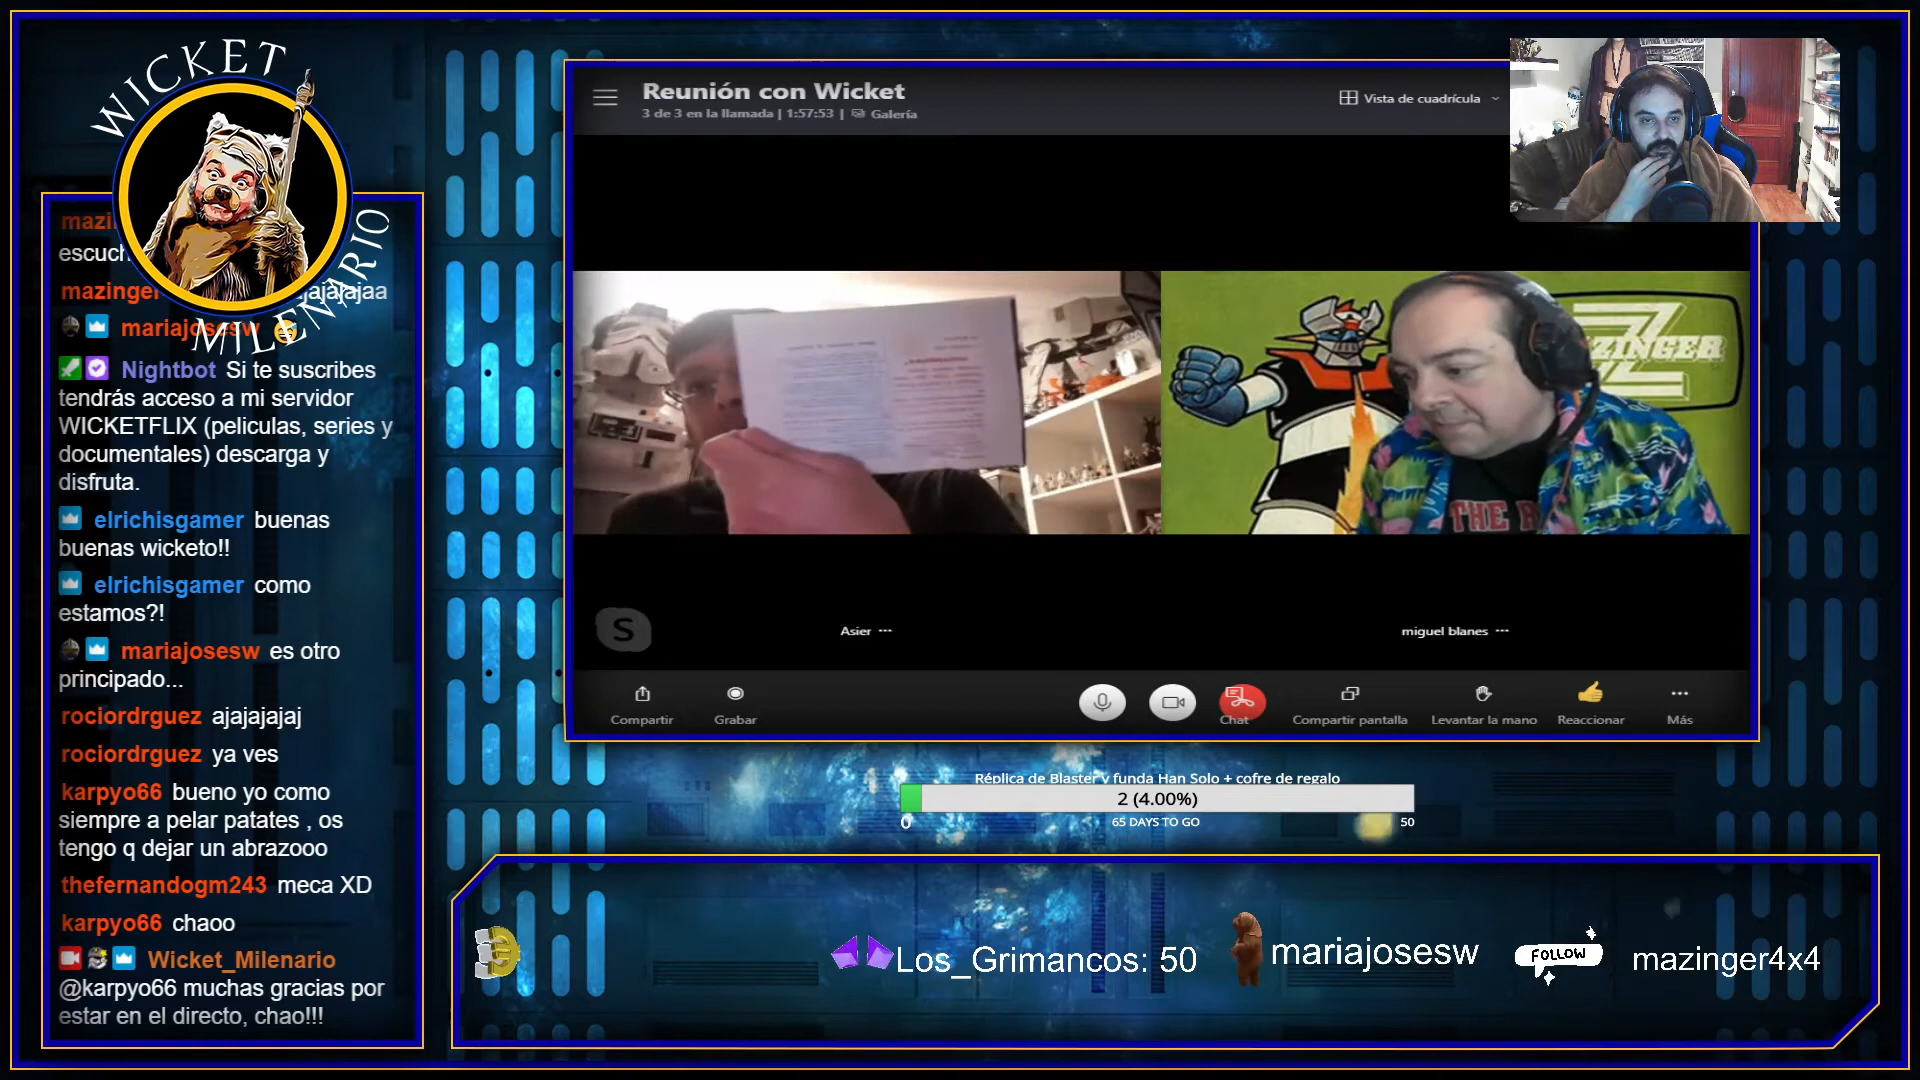 WICKET
MILENARIO
escuch
mazinger
jajajajaa
mariajosesw
Nightbot Si te suscribes
tendrás acceso a mi servidor
WICKETFLIX (peliculas, series y
documentales) descarga y
disfruta.
elrichisgamer buenas
buenas wicketo!!
elrichisgamer como
estamos?!
mariajosesw es otro
principado...
rociordrguez ajajajajaj
rociordrguez ya ves
karpyo66 bueno yo como
siempre a pelar patates , os
tengo q dejar un abrazooo
thefernandogm243 meca XD
karpyo66 chaoo
Wicket_Milenario
@karpyo66 muchas gracias por
estar en el directo, chao!!!
Reunión con Wicket
3 de 3 en la llamada | 1:57:53 | Galería
Vista de cuadrícula
ZINGER
THE R
S
Asier ···
miguel blanes ···
Compartir
Grabar
Chat
Compartir pantalla
Levantar la mano
Reaccionar
Más
Réplica de Blaster y funda Han Solo + cofre de regalo
2 (4.00%)
0
65 DAYS TO GO
50
Los_Grimancos: 50
mariajosesw
FOLLOW
mazinger4x4